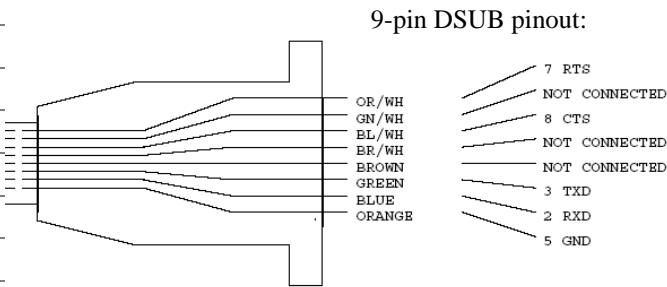 9-pin DSUB pinout:
OR/WH
GN/WH
BL/WH
BR/WH
BROWN
GREEN
BLUE
ORANGE
7 RTS
NOT CONNECTED
8 CTS
NOT CONNECTED
NOT CONNECTED
3 TXD
2 RXD
5 GND